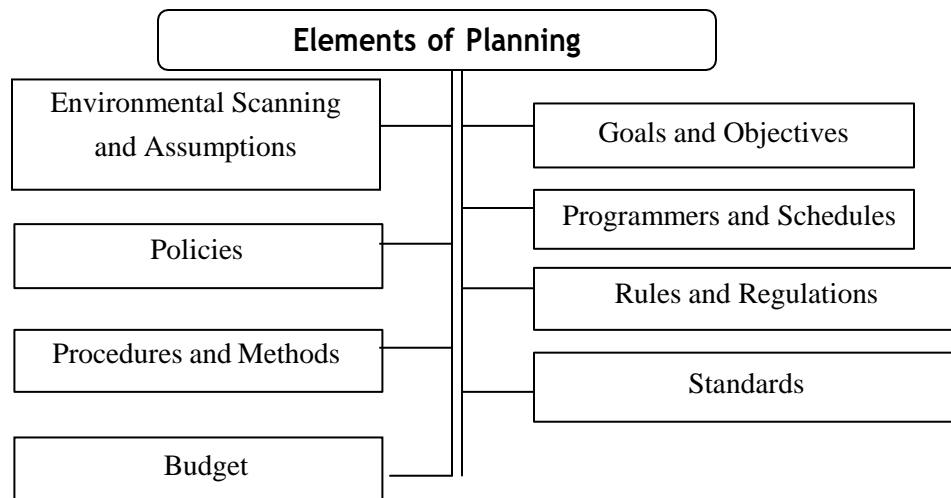 Elements of Planning
Environmental Scanning
and Assumptions
Goals and Objectives
Programmers and Schedules
Policies
Rules and Regulations
Procedures and Methods
Standards
Budget